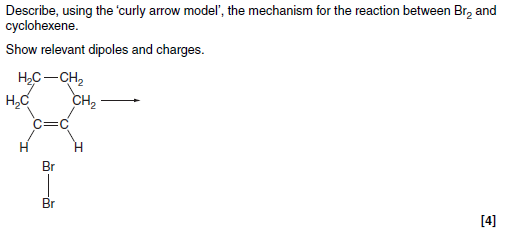 Describe, using the ‘curly arrow model’, the mechanism for the reaction between Br₂ and
cyclohexene.
Show relevant dipoles and charges.
H₂C—CH₂
H₂C CH₂
C=C
H H
Br
Br
[4]